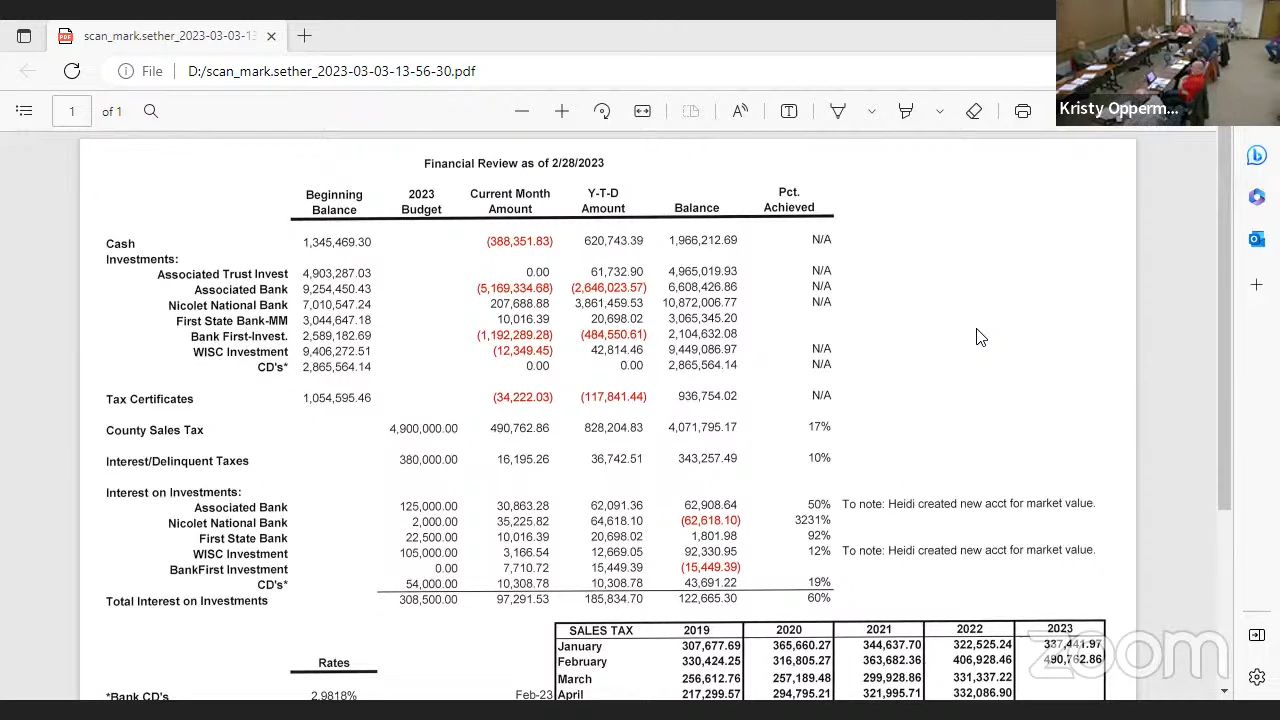 scan_mark.sether_2023-03-03-13
File D:/scan_mark.sether_2023-03-03-13-56-30.pdf
Kristy Opperm...
1 of 1
Financial Review as of 2/28/2023
Beginning 2023 Current Month Y-T-D Pct.
Balance Budget Amount Amount Balance Achieved
Cash 1,345,469.30 (388,351.83) 620,743.39 1,966,212.69 N/A
Investments:
Associated Trust Invest 4,903,287.03 0.00 61,732.90 4,965,019.93 N/A
Associated Bank 9,254,450.43 (5,169,334.68) (2,646,023.57) 6,608,426.86 N/A
Nicolet National Bank 7,010,547.24 207,688.88 3,861,459.53 10,872,006.77 N/A
First State Bank-MM 3,044,647.18 10,016.39 20,698.02 3,065,345.20
Bank First-Invest. 2,589,182.69 (1,192,289.28) (484,550.61) 2,104,632.08
WISC Investment 9,406,272.51 (12,349.45) 42,814.46 9,449,086.97 N/A
CD's* 2,865,564.14 0.00 0.00 2,865,564.14 N/A
Tax Certificates 1,054,595.46 (34,222.03) (117,841.44) 936,754.02 N/A
County Sales Tax 4,900,000.00 490,762.86 828,204.83 4,071,795.17 17%
Interest/Delinquent Taxes 380,000.00 16,195.26 36,742.51 343,257.49 10%
Interest on Investments:
Associated Bank 125,000.00 30,863.28 62,091.36 62,908.64 50% To note: Heidi created new acct for market value.
Nicolet National Bank 2,000.00 35,225.82 64,618.10 (62,618.10) 3231%
First State Bank 22,500.00 10,016.39 20,698.02 1,801.98 92%
WISC Investment 105,000.00 3,166.54 12,669.05 92,330.95 12% To note: Heidi created new acct for market value.
BankFirst Investment 0.00 7,710.72 15,449.39 (15,449.39)
CD's* 54,000.00 10,308.78 10,308.78 43,691.22 19%
Total Interest on Investments 308,500.00 97,291.53 185,834.70 122,665.30 60%
SALES TAX 2019 2020 2021 2022 2023
January 307,677.69 365,660.27 344,637.70 322,525.24 337,441.97
February 330,424.25 316,805.27 363,682.36 406,928.46 490,762.86
March 256,612.76 257,189.48 299,928.86 331,337.22
April 217,299.57 294,795.21 321,995.71 332,086.90
Rates
*Bank CD's 2.9818% Feb-23
zoom